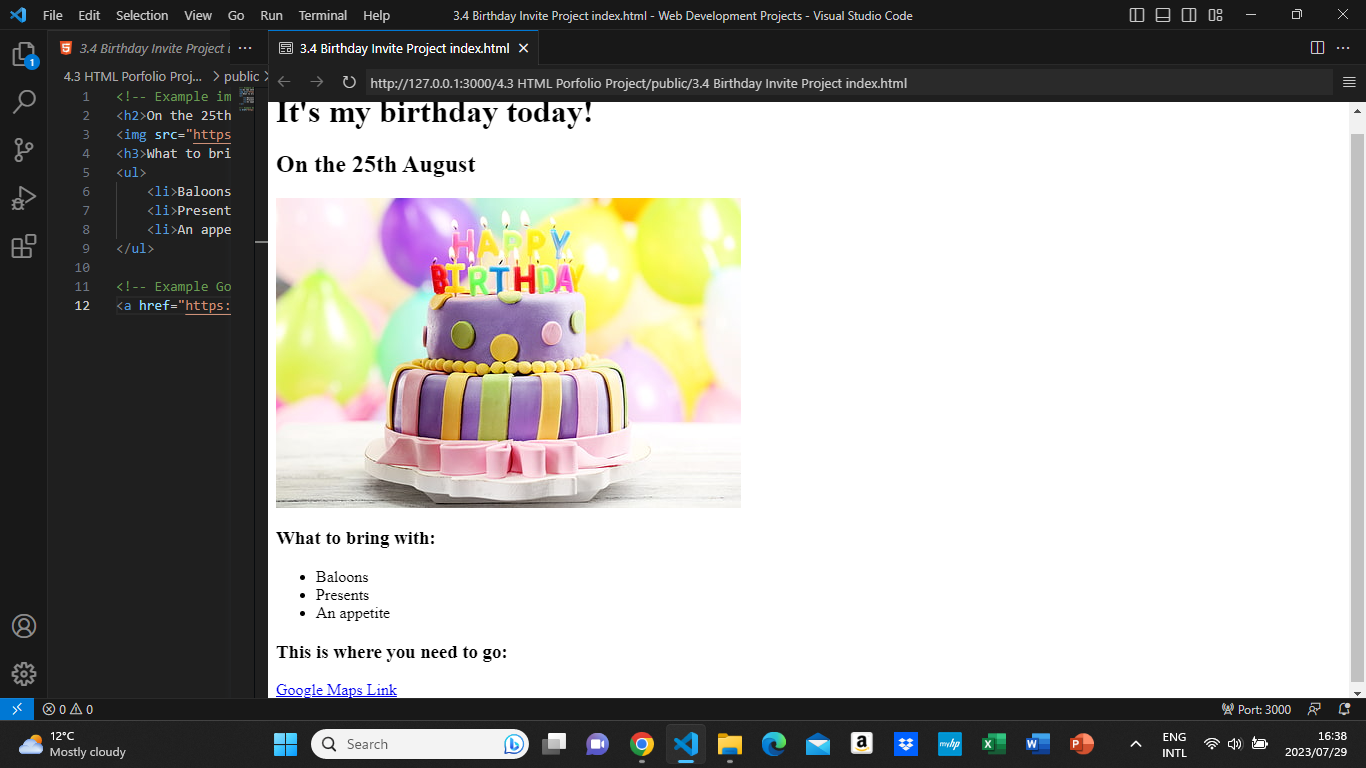 File Edit Selection View Go Run Terminal Help
3.4 Birthday Invite Project index.html - Web Development Projects - Visual Studio Code
3.4 Birthday Invite Project i
3.4 Birthday Invite Project index.html
1
4.3 HTML Porfolio Proj... > public >
http://127.0.0.1:3000/4.3 HTML Porfolio Project/public/3.4 Birthday Invite Project index.html
1 <!-- Example im
2 <h2>On the 25th
3 <img src="https
4 <h3>What to bri
5 <ul>
6 <li>Baloons
7 <li>Present
8 <li>An appe
9 </ul>
10
11 <!-- Example Go
12 <a href="https:
It's my birthday today!
On the 25th August
HAPPY
BIRTHDAY
What to bring with:
Baloons
Presents
An appetite
This is where you need to go:
Google Maps Link
0 0
Port: 3000
12°C
Mostly cloudy
Search
myhp
ENG
INTL
16:38
2023/07/29